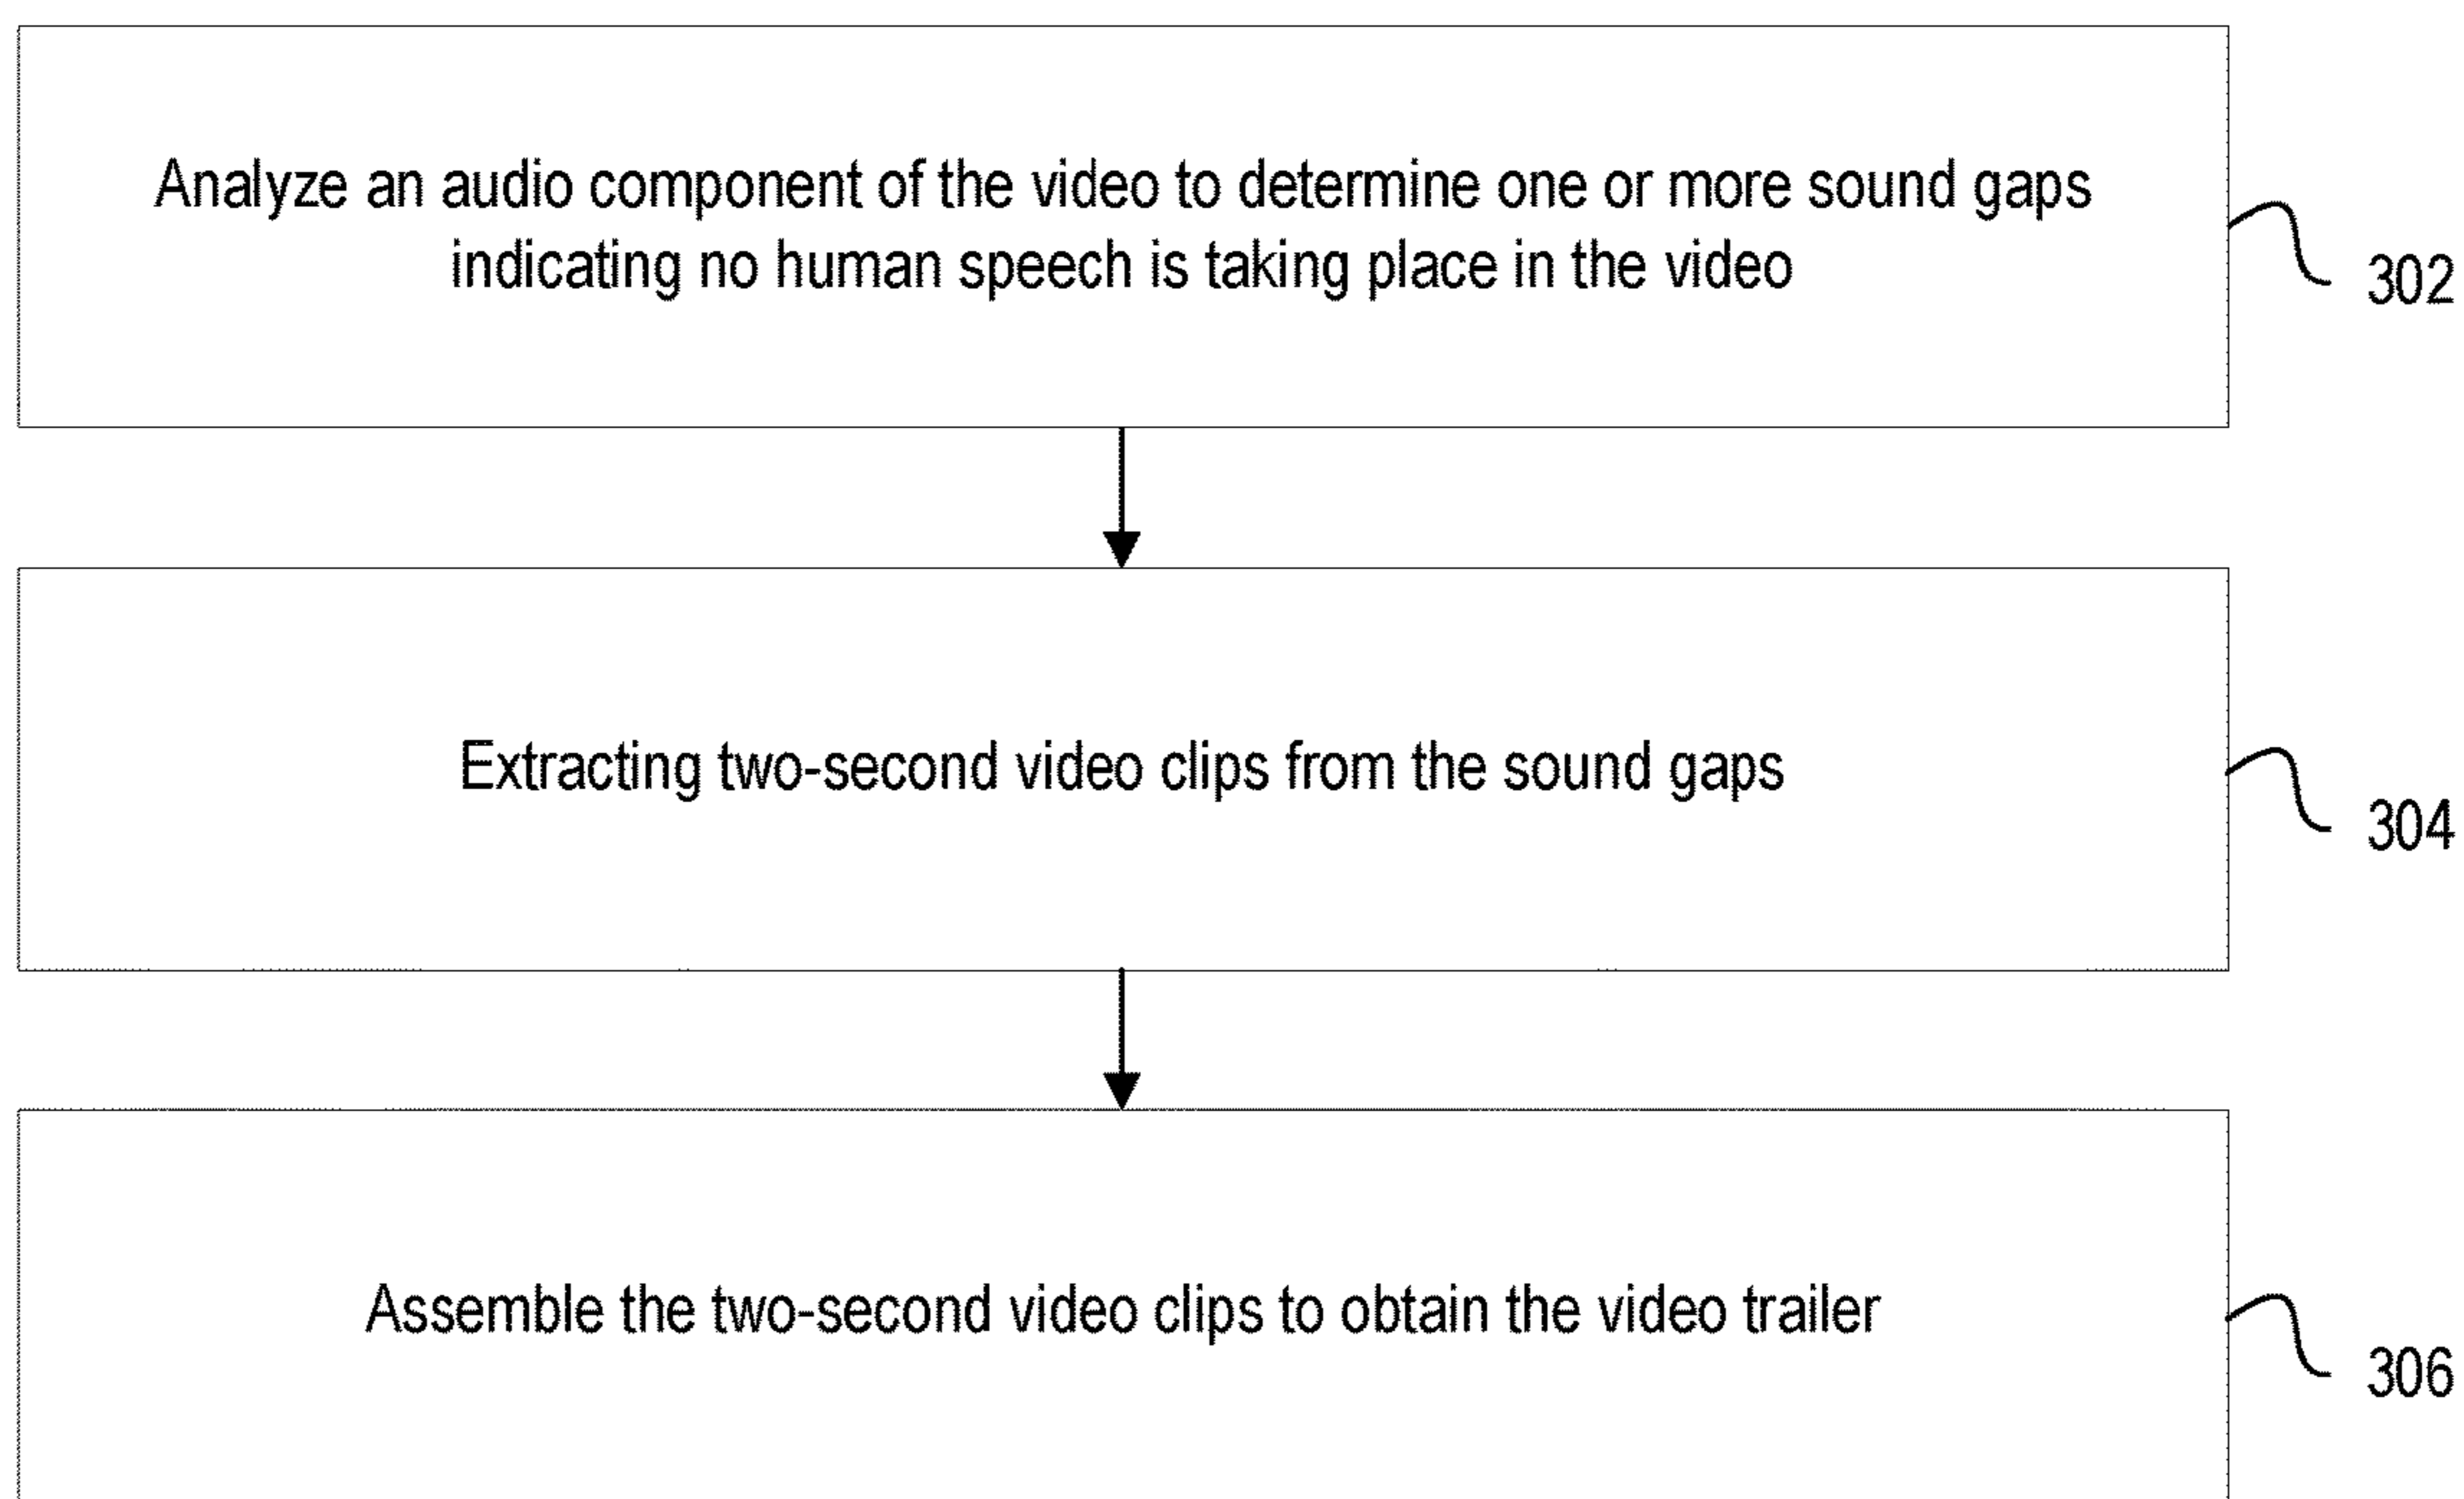 Analyze an audio component of the video to determine one or more sound gaps
indicating no human speech is taking place in the video
302
Extracting two-second video clips from the sound gaps
304
Assemble the two-second video clips to obtain the video trailer
306